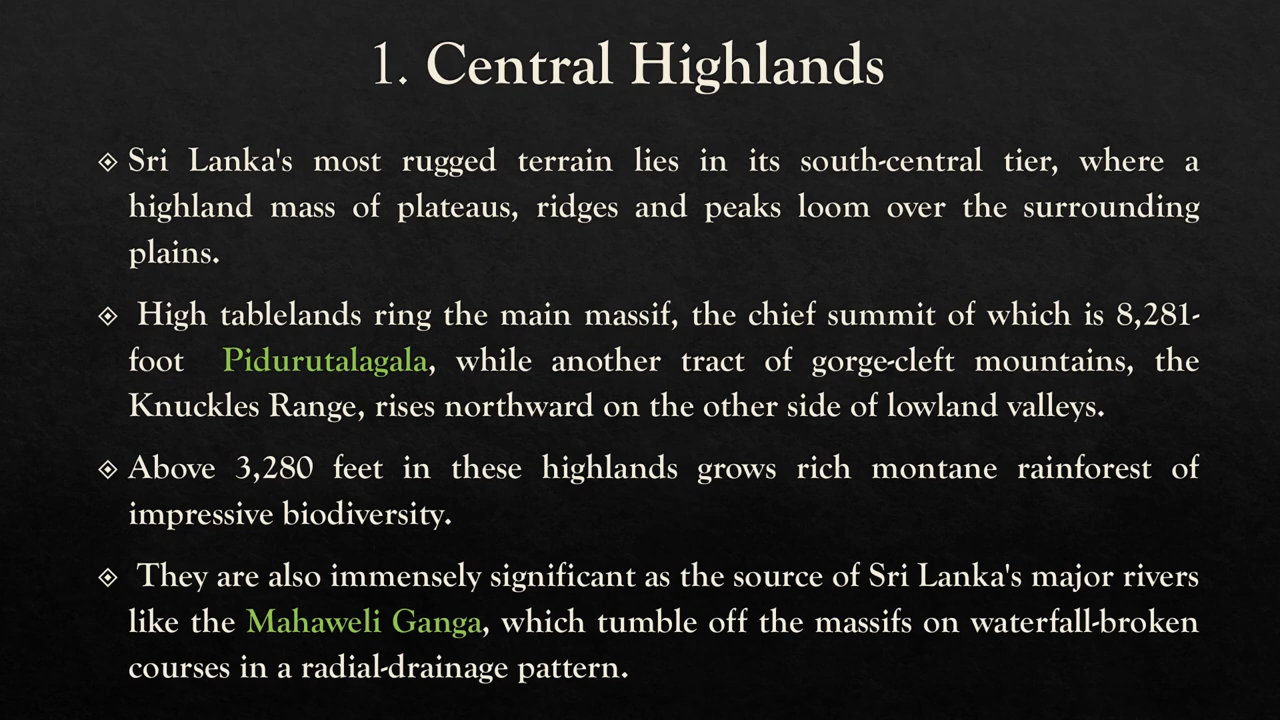 1. Central Highlands
Sri Lanka's most rugged terrain lies in its south-central tier, where a
highland mass of plateaus, ridges and peaks loom over the surrounding
plains.
High tablelands ring the main massif, the chief summit of which is 8,281-
foot Pidurutalagala, while another tract of gorge-cleft mountains, the
Knuckles Range, rises northward on the other side of lowland valleys.
Above 3,280 feet in these highlands grows rich montane rainforest of
impressive biodiversity.
They are also immensely significant as the source of Sri Lanka's major rivers
like the Mahaweli Ganga, which tumble off the massifs on waterfall-broken
courses in a radial-drainage pattern.